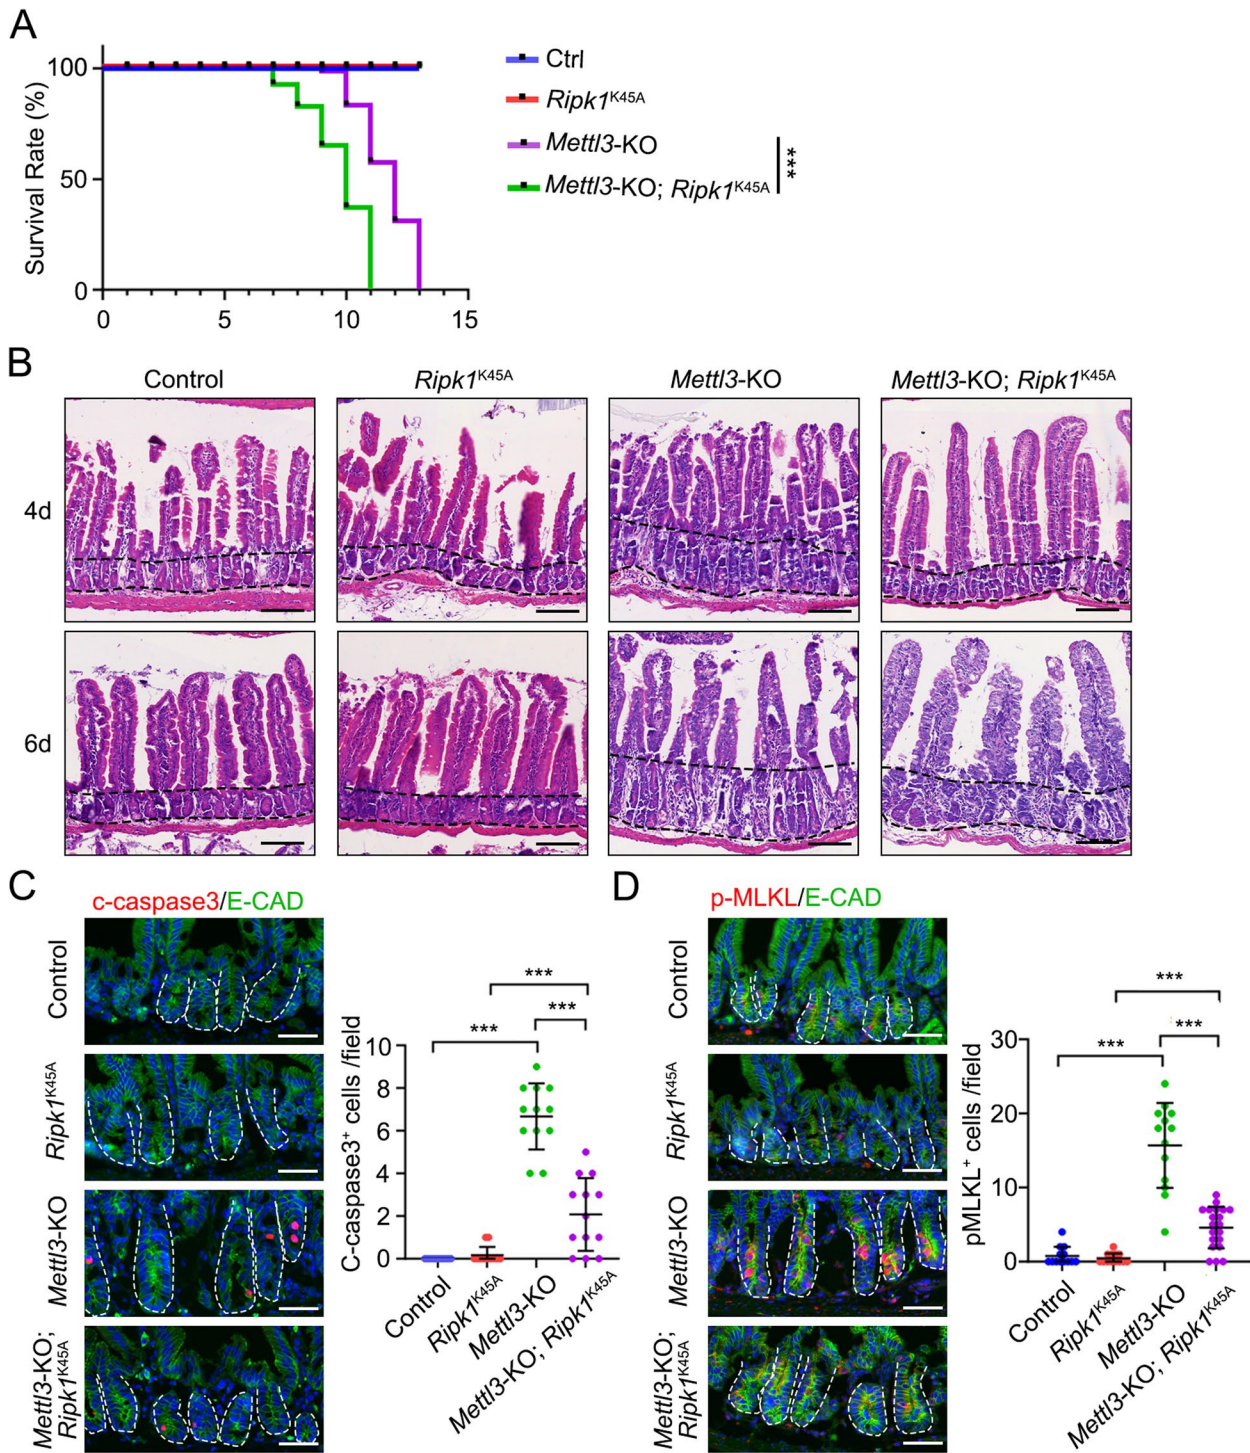 A
Survival Rate (%)
100
50
0
0 5 10 15
Ctrl
Ripk1K45A
Mettl3-KO
Mettl3-KO; Ripk1K45A
***
B
Control Ripk1K45A Mettl3-KO Mettl3-KO; Ripk1K45A
4d
6d
C
c-caspase3/E-CAD
Control
Ripk1K45A
Mettl3-KO
Mettl3-KO;
Ripk1K45A
C-caspase3+ cells /field
10
8
6
4
2
0
***
***
***
Control
Ripk1K45A
Mettl3-KO
Mettl3-KO; Ripk1K45A
D
p-MLKL/E-CAD
Control
Ripk1K45A
Mettl3-KO
Mettl3-KO;
Ripk1K45A
pMLKL+ cells /field
30
20
10
0
***
***
***
Control
Ripk1K45A
Mettl3-KO
Mettl3-KO; Ripk1K45A